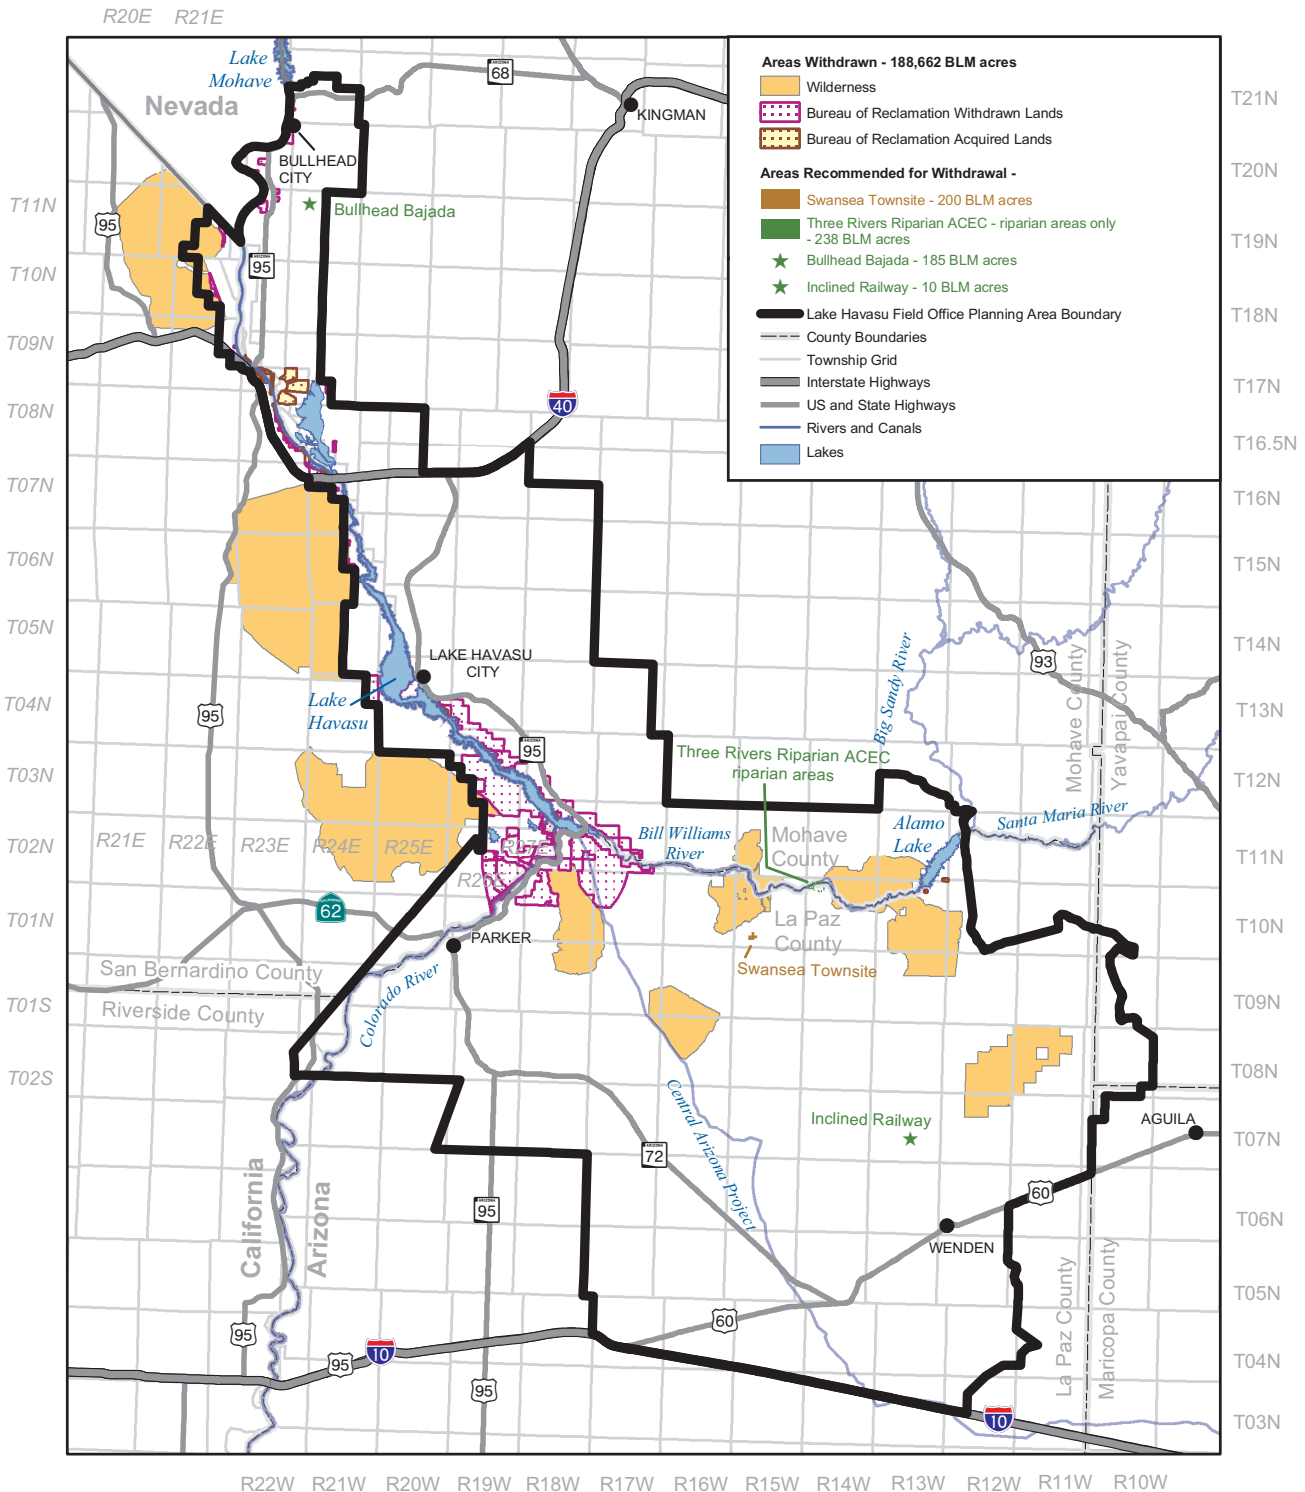 R20E R21E
Lake
Mohave
Nevada
ARIZONA
68
KINGMAN
BULLHEAD
CITY
Bullhead Bajada
95
ARIZONA
95
Areas Withdrawn - 188,662 BLM acres
Wilderness
Bureau of Reclamation Withdrawn Lands
Bureau of Reclamation Acquired Lands
Areas Recommended for Withdrawal -
Swansea Townsite - 200 BLM acres
Three Rivers Riparian ACEC - riparian areas only
- 238 BLM acres
Bullhead Bajada - 185 BLM acres
Inclined Railway - 10 BLM acres
Lake Havasu Field Office Planning Area Boundary
County Boundaries
Township Grid
Interstate Highways
US and State Highways
Rivers and Canals
Lakes
T21N
T20N
T19N
T18N
T17N
T16.5N
T16N
T15N
T14N
T13N
T12N
T11N
T10N
T09N
T08N
T07N
T06N
T05N
T04N
T03N
T11N
T10N
T09N
T08N
T07N
T06N
T05N
T04N
T03N
T02N
T01N
T01S
T02S
40
LAKE HAVASU
CITY
Lake
Havasu
95
ARIZONA
95
93
Big Sandy River
Mohave County
Yavapai County
Three Rivers Riparian ACEC
riparian areas
Santa Maria River
Alamo
Lake
Bill Williams
River
Mohave
County
La Paz
County
Swansea Townsite
R21E R22E R23E R24E R25E
R27E
R26E
CALIFORNIA
62
PARKER
San Bernardino County
Riverside County
Colorado River
Central Arizona Project
Inclined Railway
AGUILA
ARIZONA
72
60
WENDEN
California
Arizona
ARIZONA
95
La Paz County
Maricopa County
60
95
95
10
95
10
R22W R21W R20W R19W R18W R17W R16W R15W R14W R13W R12W R11W R10W